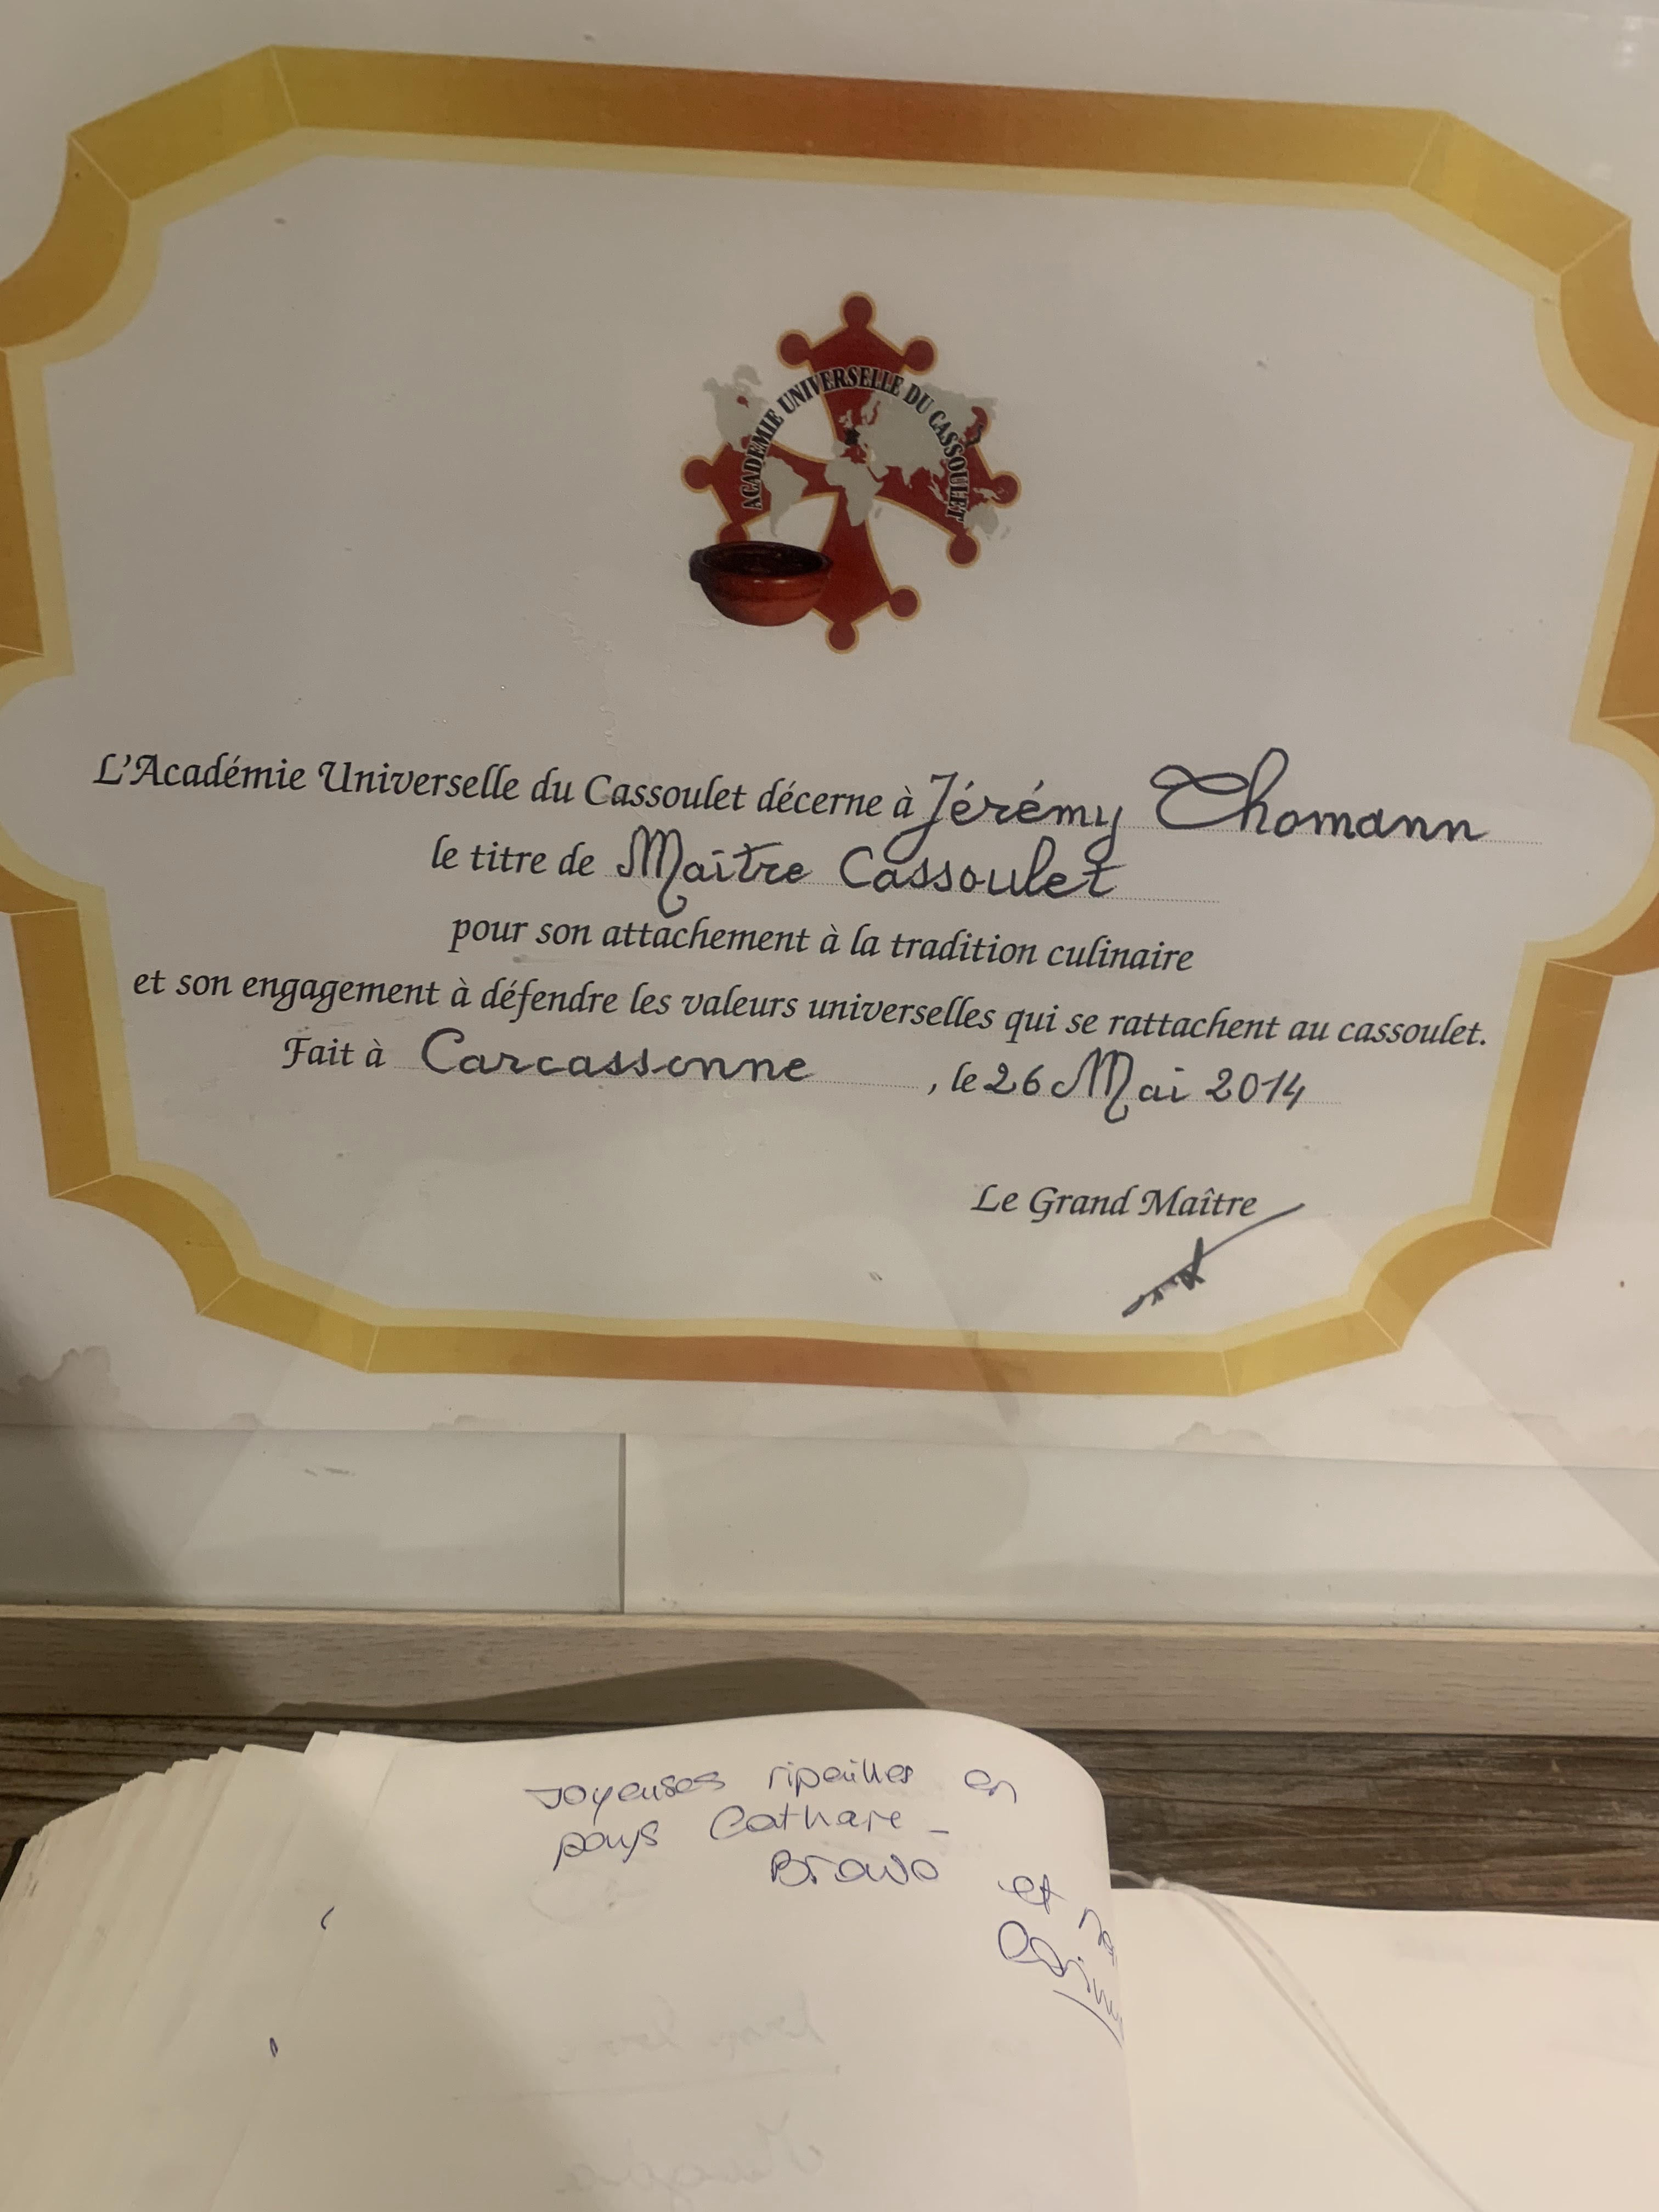 ACADÉMIE UNIVERSELLE DU CASSOULET
L'Académie Universelle du Cassoulet décerne à Jérémy Thomann
le titre de Maître Cassoulet
pour son attachement à la tradition culinaire
et son engagement à défendre les valeurs universelles qui se rattachent au cassoulet.
Fait à Carcassonne, le 26 Mai 2014
Le Grand Maître
Joyeuses ripailles en
pays Cathare -
Bravo
et